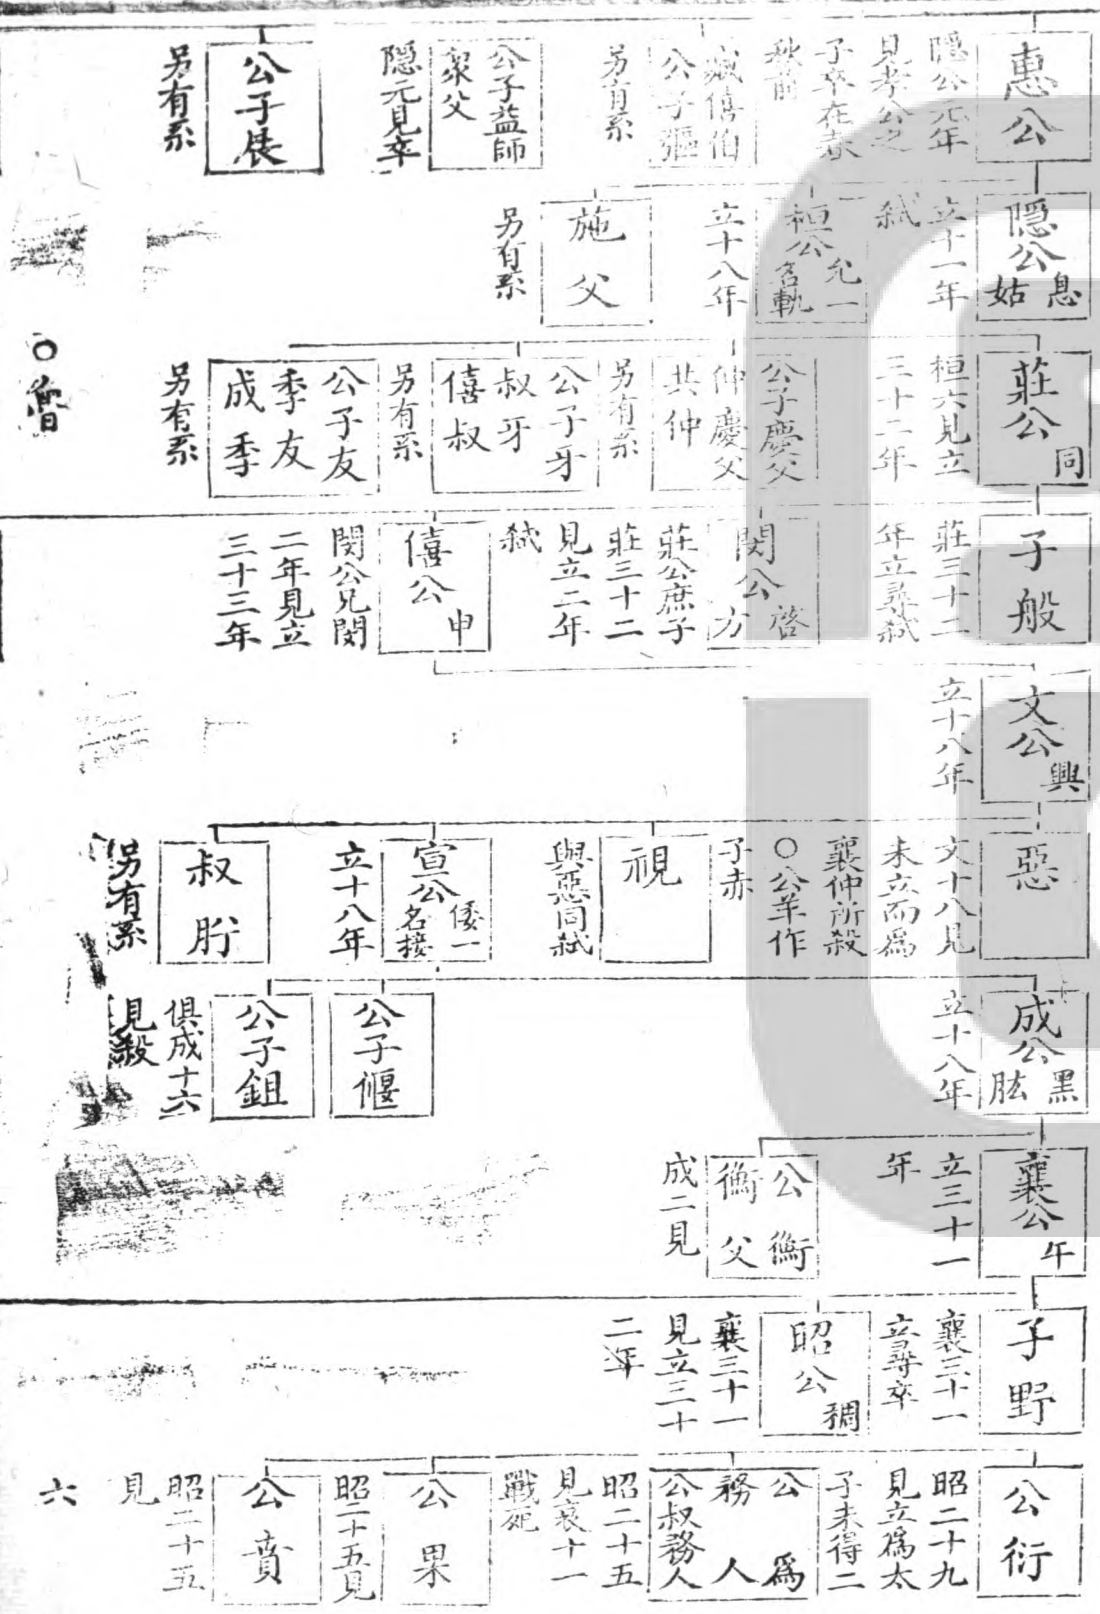 惠公
隱公元年
見孝公之
子卒在春
秋前
臧僖伯
公子彄
另有系
公子益師
衆父
隱元見卒
公子展
另有系
隱公
息
姑
立十一年
弑
桓公
允一
名軌
立十八年
施父
另有系
莊公
同
桓六見立
三十二年
公子慶父
仲慶父
共仲
另有系
公子牙
叔牙
僖叔
另有系
公子友
季友
成季
另有系
○魯
子般
莊三十二
年立尋弑
閔公
啓
方
莊公庶子
莊三十二
見立二年
弑
僖公
申
閔公兄閔
二年見立
三十三年
文公
興
立十八年
惡
文十八見
未立而爲
襄仲所殺
○公羊作
子赤
視
與惡同弑
宣公
倭一
名接
立十八年
叔肸
另有系
成公
黑
肱
立十八年
公子偃
公子鉏
俱成十六
見殺
襄公
午
立三十一
年
公衡
衡父
成二見
子野
襄三十一
立尋卒
昭公
裯
襄三十一
見立三十
二年
公衍
昭二十九
見立爲太
子未得二
公爲
務人
公叔務人
昭二十五
見哀十一
戰死
公果
昭二十五見
公賁
昭二十五
見
六